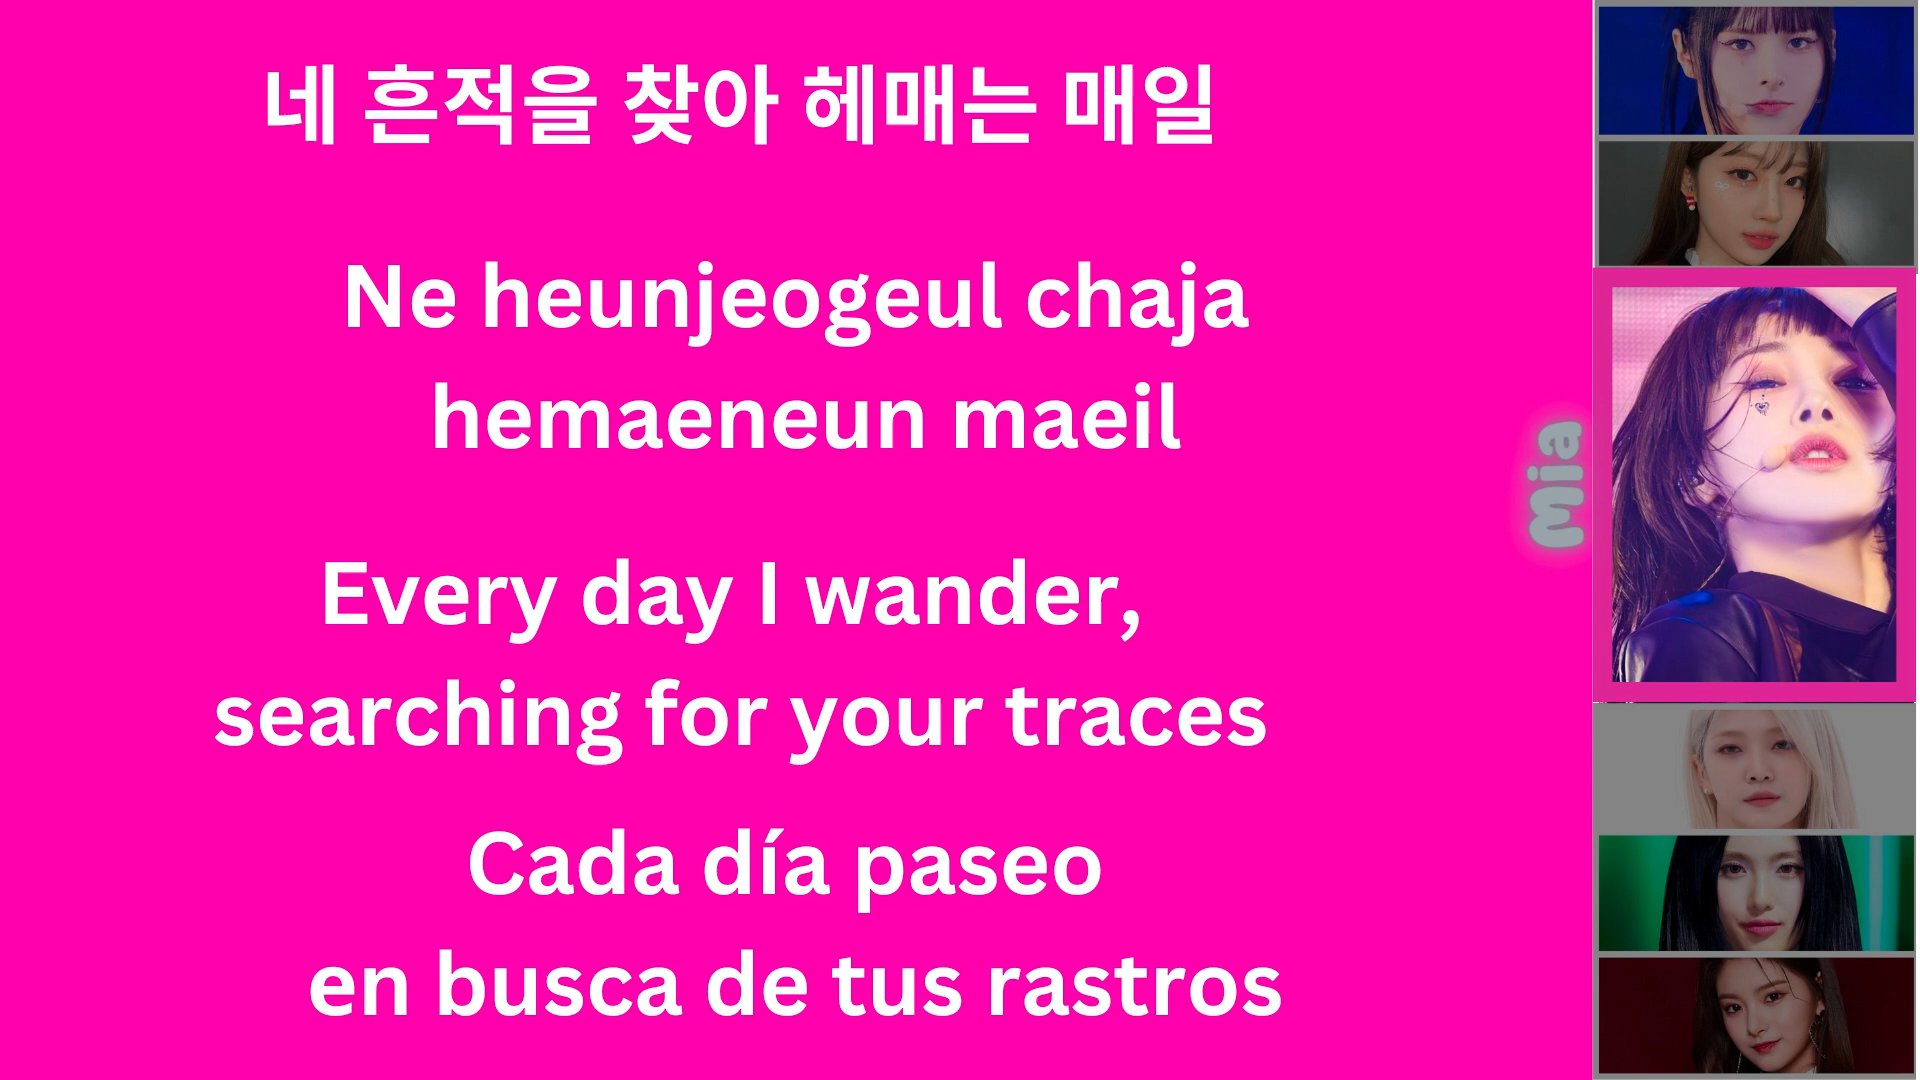 네 흔적을 찾아 헤매는 매일
Ne heunjeogeul chaja
hemaeneun maeil
Every day I wander,
searching for your traces
Cada día paseo
en busca de tus rastros
Mia